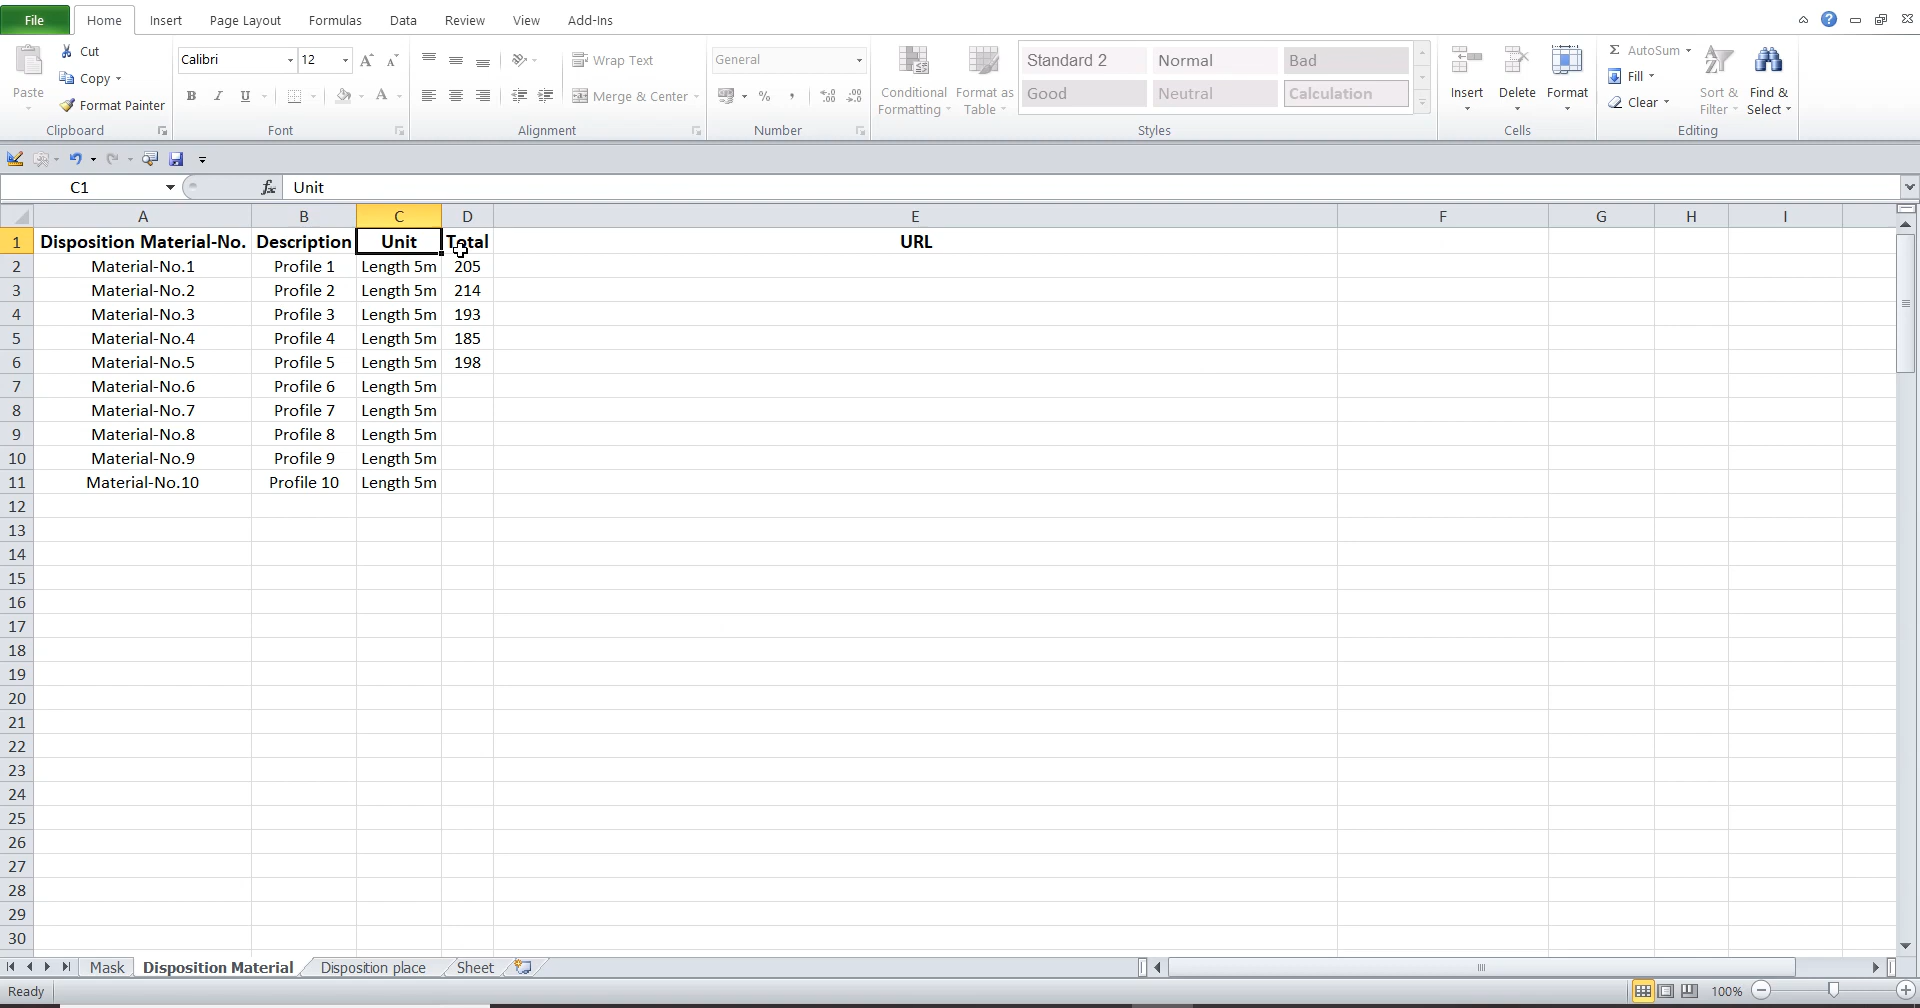 File Home Insert Page Layout Formulas Data Review View Add-Ins
Paste Cut Copy Format Painter Clipboard
Calibri 12 B I U A Font
Wrap Text Merge & Center Alignment
General % , Number
Conditional Formatting Format as Table
Standard 2 Normal Bad
Good Neutral Calculation
Styles
Insert Delete Format Cells
Σ AutoSum Fill Clear Sort & Filter Find & Select Editing
C1 fx Unit
A B C D E F G H I
1 Disposition Material-No. Description Unit Total URL
2 Material-No.1 Profile 1 Length 5m 205
3 Material-No.2 Profile 2 Length 5m 214
4 Material-No.3 Profile 3 Length 5m 193
5 Material-No.4 Profile 4 Length 5m 185
6 Material-No.5 Profile 5 Length 5m 198
7 Material-No.6 Profile 6 Length 5m
8 Material-No.7 Profile 7 Length 5m
9 Material-No.8 Profile 8 Length 5m
10 Material-No.9 Profile 9 Length 5m
11 Material-No.10 Profile 10 Length 5m
12
13
14
15
16
17
18
19
20
21
22
23
24
25
26
27
28
29
30
Mask Disposition Material Disposition place Sheet
Ready 100%